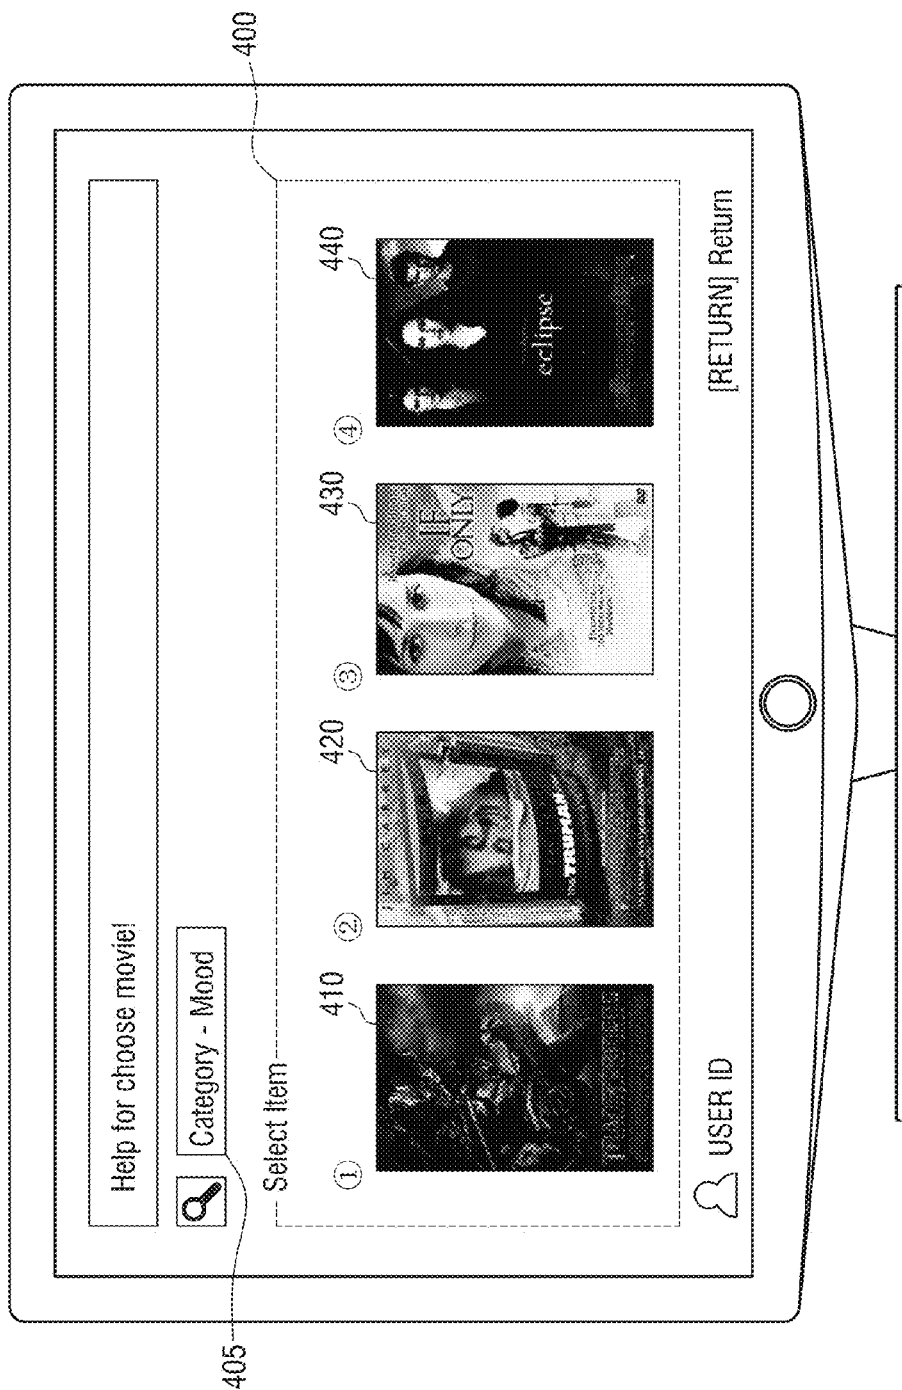 400
Help for choose movie!
Category - Mood
405
Select Item
① 410
② 420
③ 430
④ 440
TRUMAN
IF
ONLY
eclipse
USER ID
[RETURN] Return